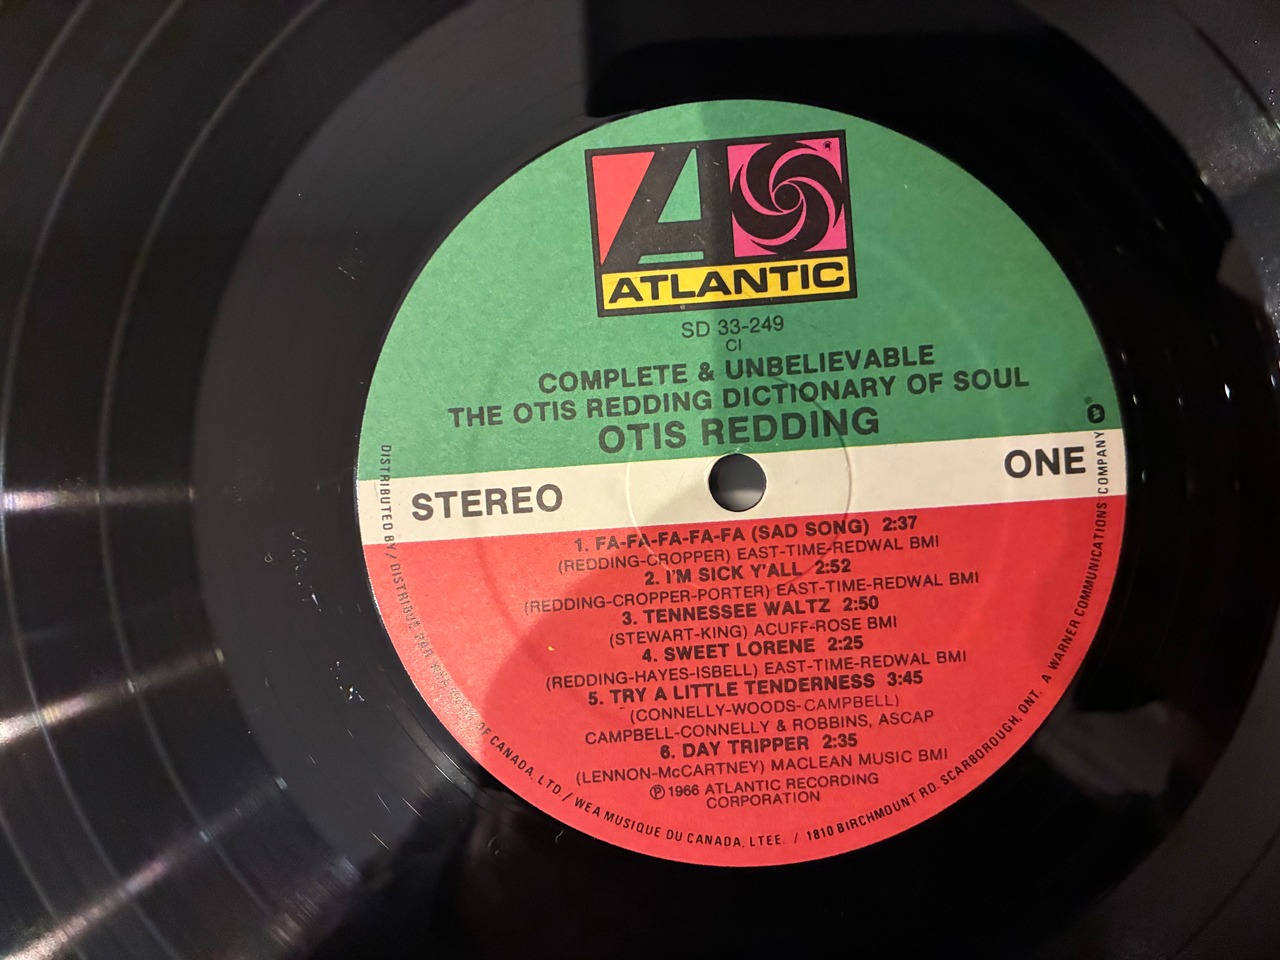 ATLANTIC
SD 33-249
CI
COMPLETE & UNBELIEVABLE
THE OTIS REDDING DICTIONARY OF SOUL
OTIS REDDING
STEREO
ONE
1. FA-FA-FA-FA-FA (SAD SONG) 2:37
(REDDING-CROPPER) EAST-TIME-REDWAL BMI
2. I'M SICK Y'ALL 2:52
(REDDING-CROPPER-PORTER) EAST-TIME-REDWAL BMI
3. TENNESSEE WALTZ 2:50
(STEWART-KING) ACUFF-ROSE BMI
4. SWEET LORENE 2:25
(REDDING-HAYES-ISBELL) EAST-TIME-REDWAL BMI
5. TRY A LITTLE TENDERNESS 3:45
(CONNELLY-WOODS-CAMPBELL)
CAMPBELL-CONNELLY & ROBBINS, ASCAP
6. DAY TRIPPER 2:35
(LENNON-McCARTNEY) MACLEAN MUSIC BMI
℗ 1966 ATLANTIC RECORDING
CORPORATION
DISTRIBUTED BY / DISTRIBUE PAR OF CANADA, LTD / WEA MUSIQUE DU CANADA, LTEE. / 1810 BIRCHMOUNT RD. SCARBOROUGH, ONT. A WARNER COMMUNICATIONS COMPANY